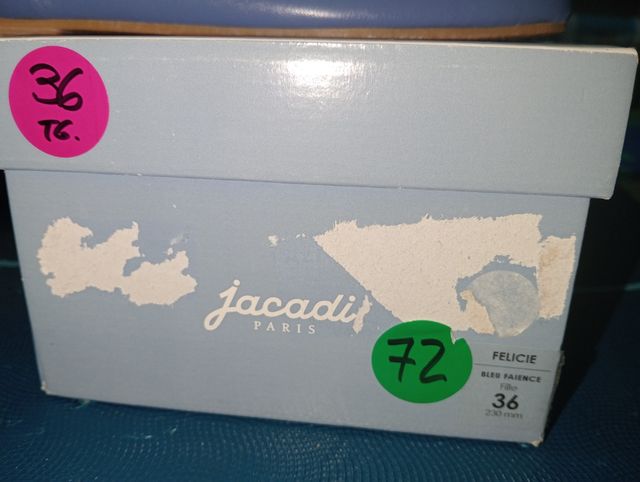 36
TG.
jacadi
PARIS
72
FELICIE
BLEU FAIENCE
Fille
36
230 mm